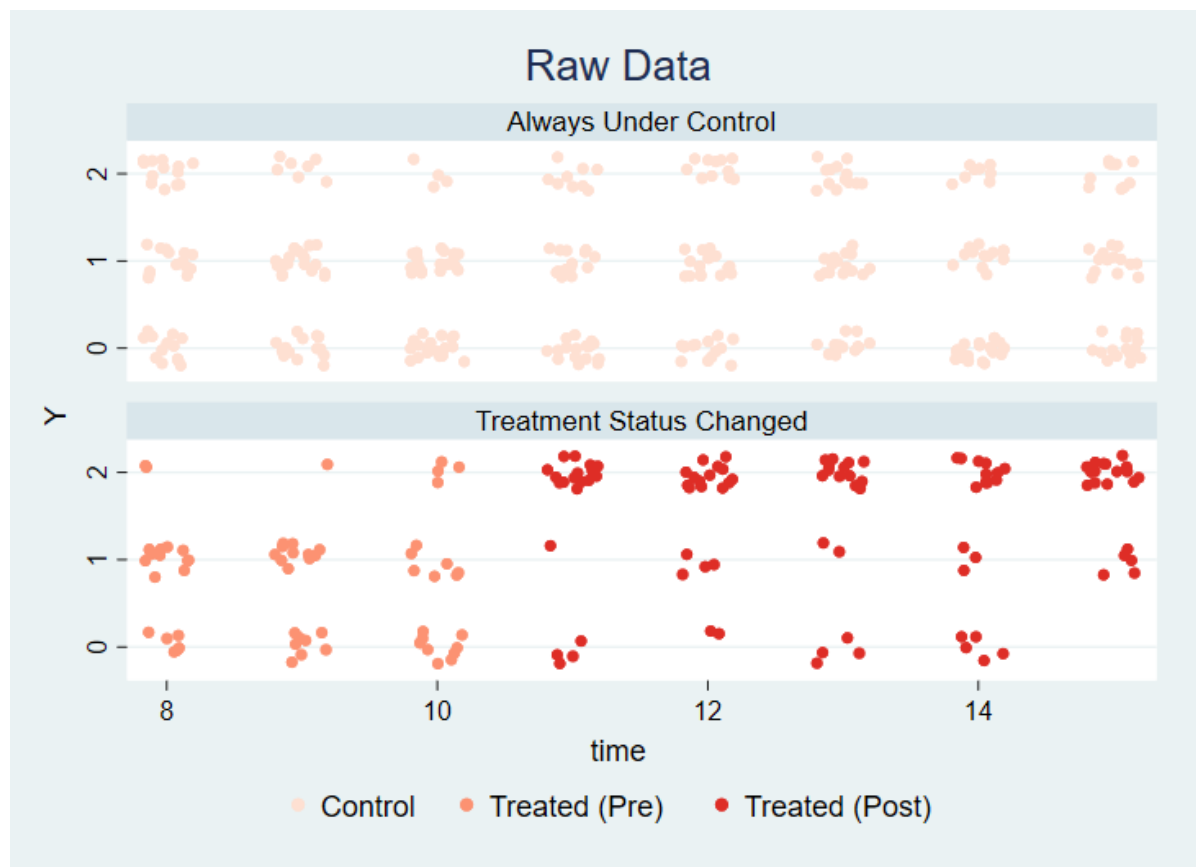 Raw Data
Always Under Control
2
1
0
Y
Treatment Status Changed
2
1
0
8 10 12 14
time
Control Treated (Pre) Treated (Post)